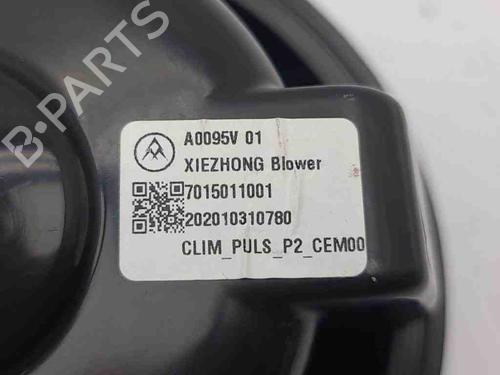 A0095V 01
XIEZHONG Blower
7015011001
202010310780
CLIM_PULS_P2_CEM00
B-PARTS